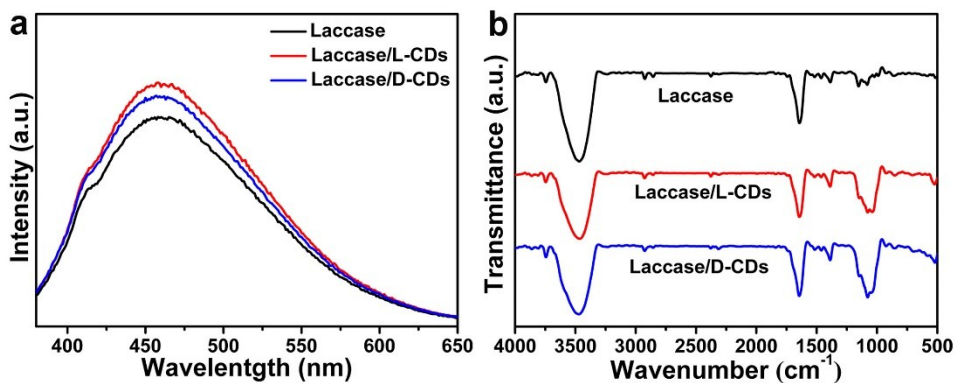 a
Intensity (a.u.)
Laccase
Laccase/L-CDs
Laccase/D-CDs
400 450 500 550 600 650
Wavelentgth (nm)
b
Transmittance (a.u.)
Laccase
Laccase/L-CDs
Laccase/D-CDs
4000 3500 3000 2500 2000 1500 1000 500
Wavenumber (cm⁻¹)